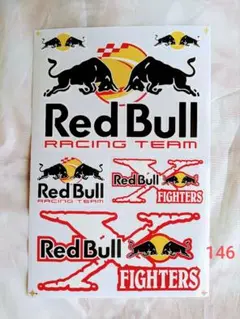 Red Bull
RACING TEAM
Red Bull
RACING TEAM
Red Bull
X
FIGHTERS
Red Bull
X
FIGHTERS
146